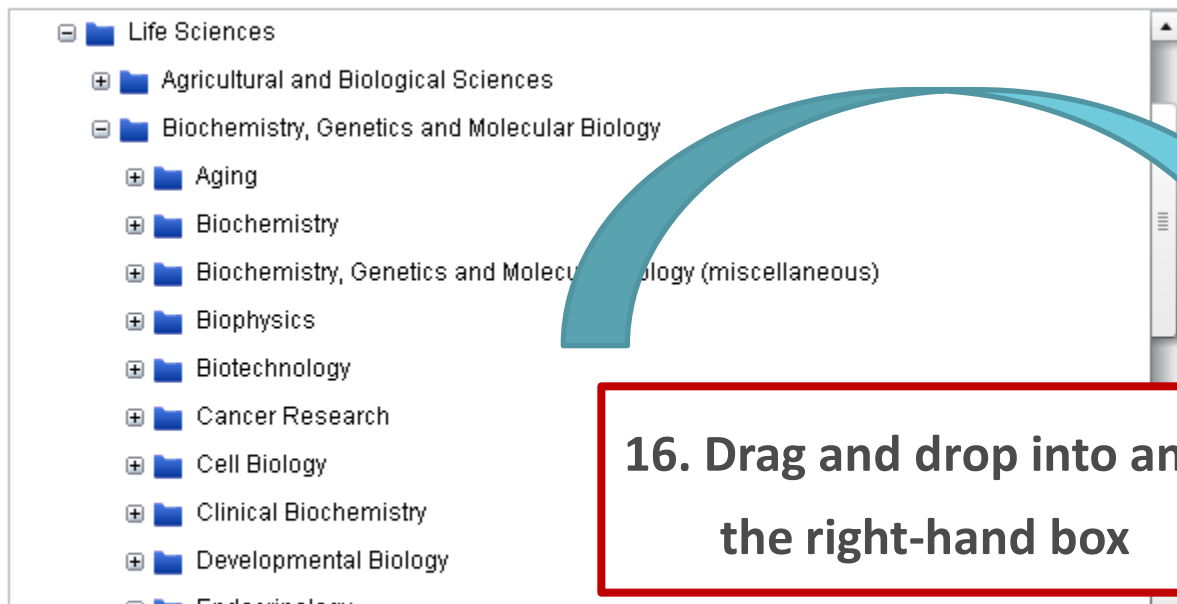 Life Sciences
Agricultural and Biological Sciences
Biochemistry, Genetics and Molecular Biology
Aging
Biochemistry
Biochemistry, Genetics and Molecu ology (miscellaneous)
Biophysics
Biotechnology
Cancer Research
Cell Biology
Clinical Biochemistry
Developmental Biology
Endocrinology
16. Drag and drop into an
the right-hand box